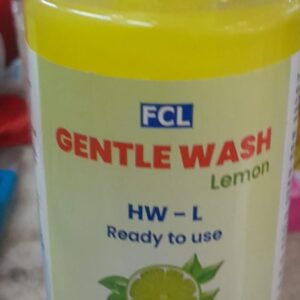 FCL
GENTLE WASH
Lemon
HW – L
Ready to use